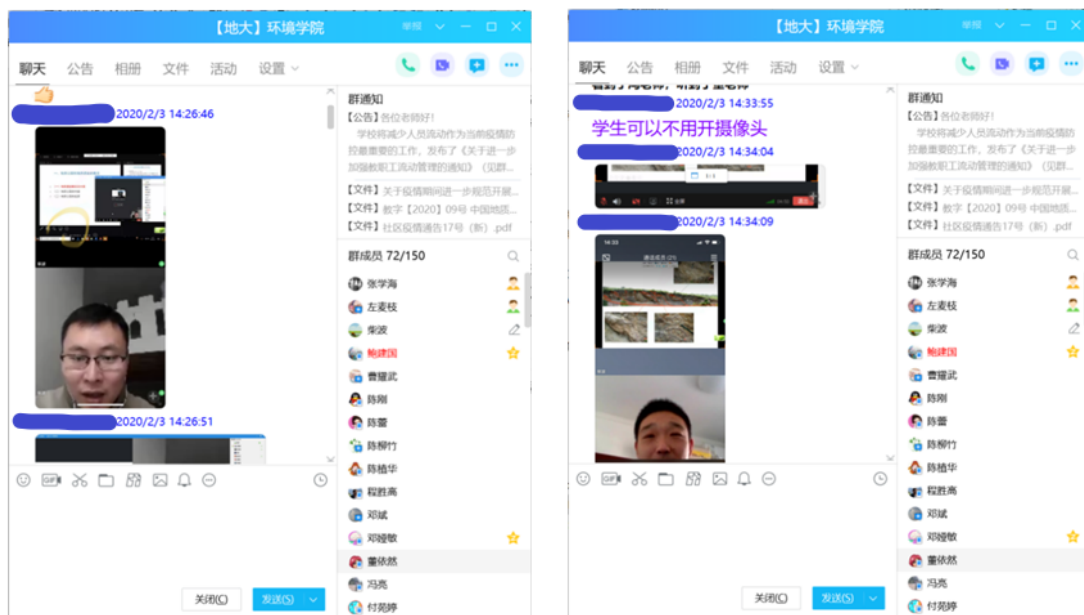 【地大】环境学院
举报
聊天 公告 相册 文件 活动 设置
2020/2/3 14:26:46
2020/2/3 14:26:51
群通知
【公告】各位老师好！
学校将减少人员流动作为当前疫情防
控最重要的工作，发布了《关于进一步
加强教职工流动管理的通知》（见群...
【文件】关于疫情期间进一步规范开展...
【文件】教字【2020】09号 中国地质...
【文件】社区疫情通告17号（新）.pdf
群成员 72/150
张学海
左麦枝
柴波
鲍建国
曹耀武
陈刚
陈蕾
陈柳竹
陈植华
程胜高
邓斌
邓娅敏
董依然
冯亮
付苑婷
GIF
关闭(C) 发送(S)
【地大】环境学院
举报
聊天 公告 相册 文件 活动 设置
2020/2/3 14:33:55
学生可以不用开摄像头
2020/2/3 14:34:04
2020/2/3 14:34:09
14:33
群通知
【公告】各位老师好！
学校将减少人员流动作为当前疫情防
控最重要的工作，发布了《关于进一步
加强教职工流动管理的通知》（见群...
【文件】关于疫情期间进一步规范开展...
【文件】教字【2020】09号 中国地质...
【文件】社区疫情通告17号（新）.pdf
群成员 72/150
张学海
左麦枝
柴波
鲍建国
曹耀武
陈刚
陈蕾
陈柳竹
陈植华
程胜高
邓斌
邓娅敏
董依然
冯亮
付苑婷
GIF
关闭(C) 发送(S)